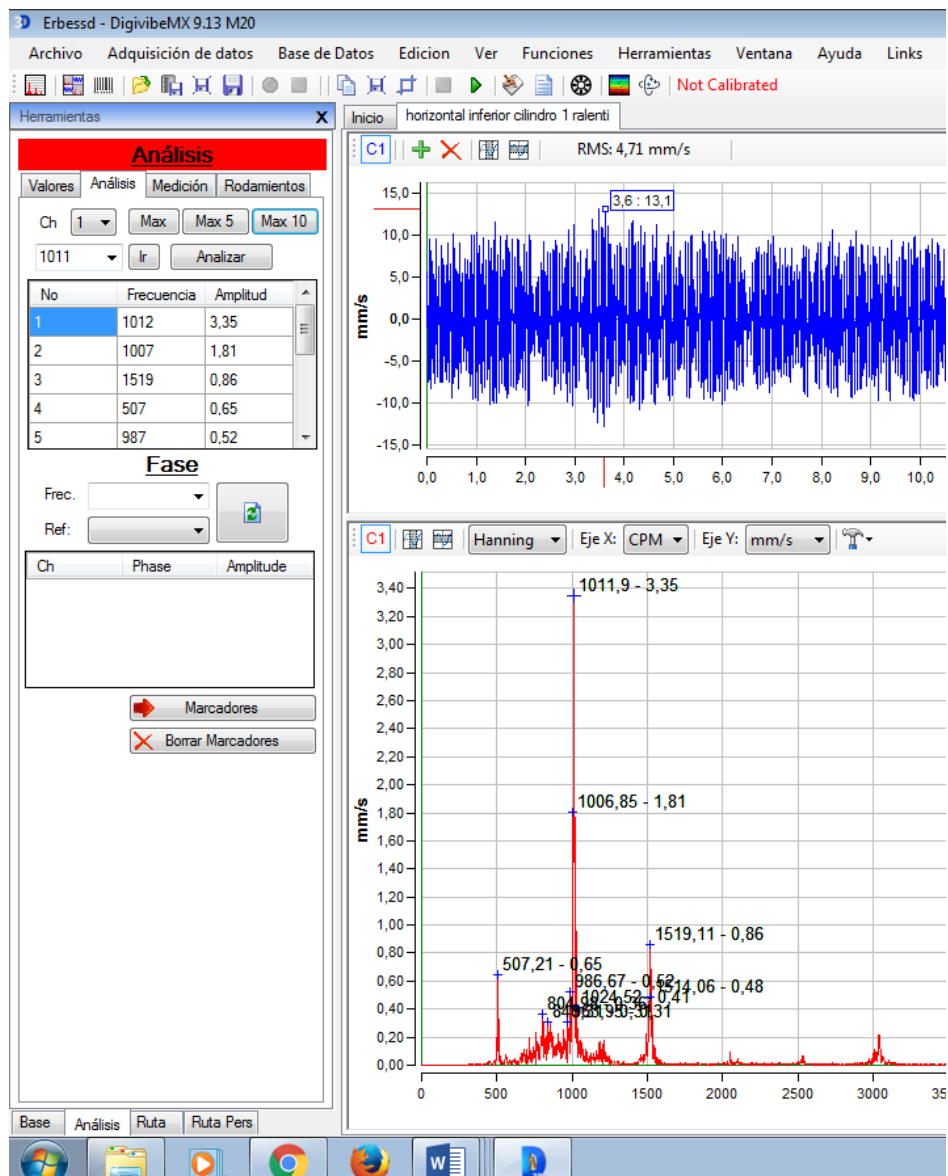 Erbessd - DigivibeMX 9.13 M20
Archivo Adquisición de datos Base de Datos Edicion Ver Funciones Herramientas Ventana Ayuda Links
Not Calibrated
Herramientas X
Análisis
Valores Análisis Medición Rodamientos
Ch 1 Max Max 5 Max 10
1011 Ir Analizar
No Frecuencia Amplitud
1 1012 3,35
2 1007 1,81
3 1519 0,86
4 507 0,65
5 987 0,52
Fase
Frec.
Ref:
Ch Phase Amplitude
Marcadores
Borrar Marcadores
Base Análisis Ruta Ruta Pers
Inicio horizontal inferior cilindro 1 ralenti
C1 RMS: 4,71 mm/s
3,6 : 13,1
15,0
10,0
5,0
0,0
-5,0
-10,0
-15,0
mm/s
0,0 1,0 2,0 3,0 4,0 5,0 6,0 7,0 8,0 9,0 10,0
C1 Hanning Eje X: CPM Eje Y: mm/s
1011,9 - 3,35
1006,85 - 1,81
1519,11 - 0,86
507,21 - 0,65
986,67 - 0,52
1514,06 - 0,48
1024,52 - 0,41
3,40
3,20
3,00
2,80
2,60
2,40
2,20
2,00
1,80
1,60
1,40
1,20
1,00
0,80
0,60
0,40
0,20
0,00
mm/s
0 500 1000 1500 2000 2500 3000
W